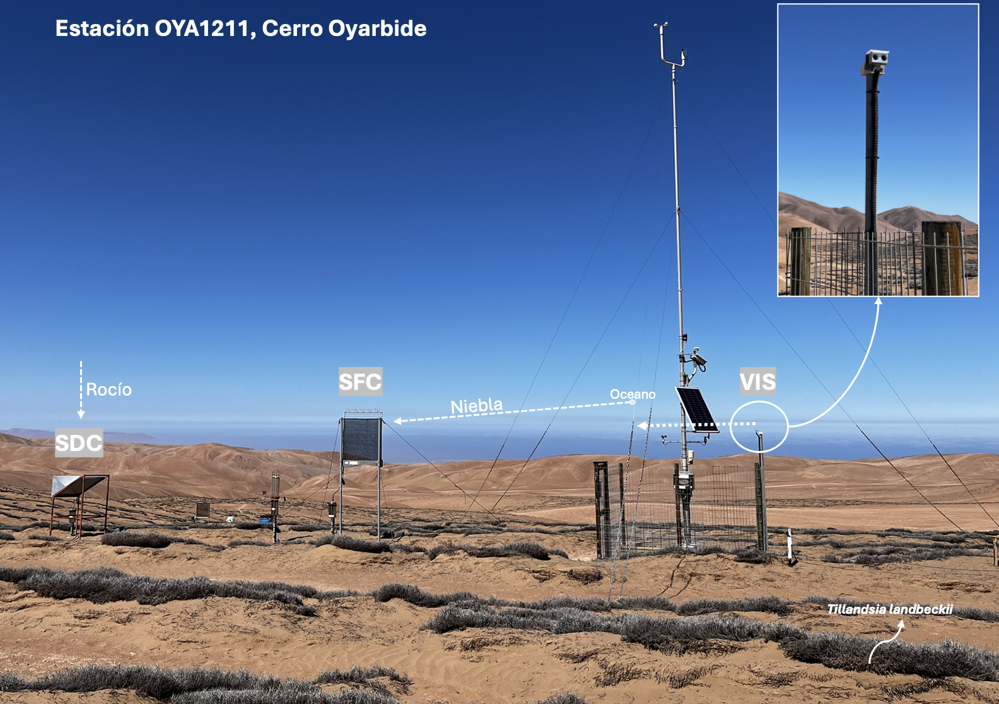 Estación OYA1211, Cerro Oyarbide
SFC
VIS
Rocío
Niebla
Oceano
SDC
Tillandsia landbeckii